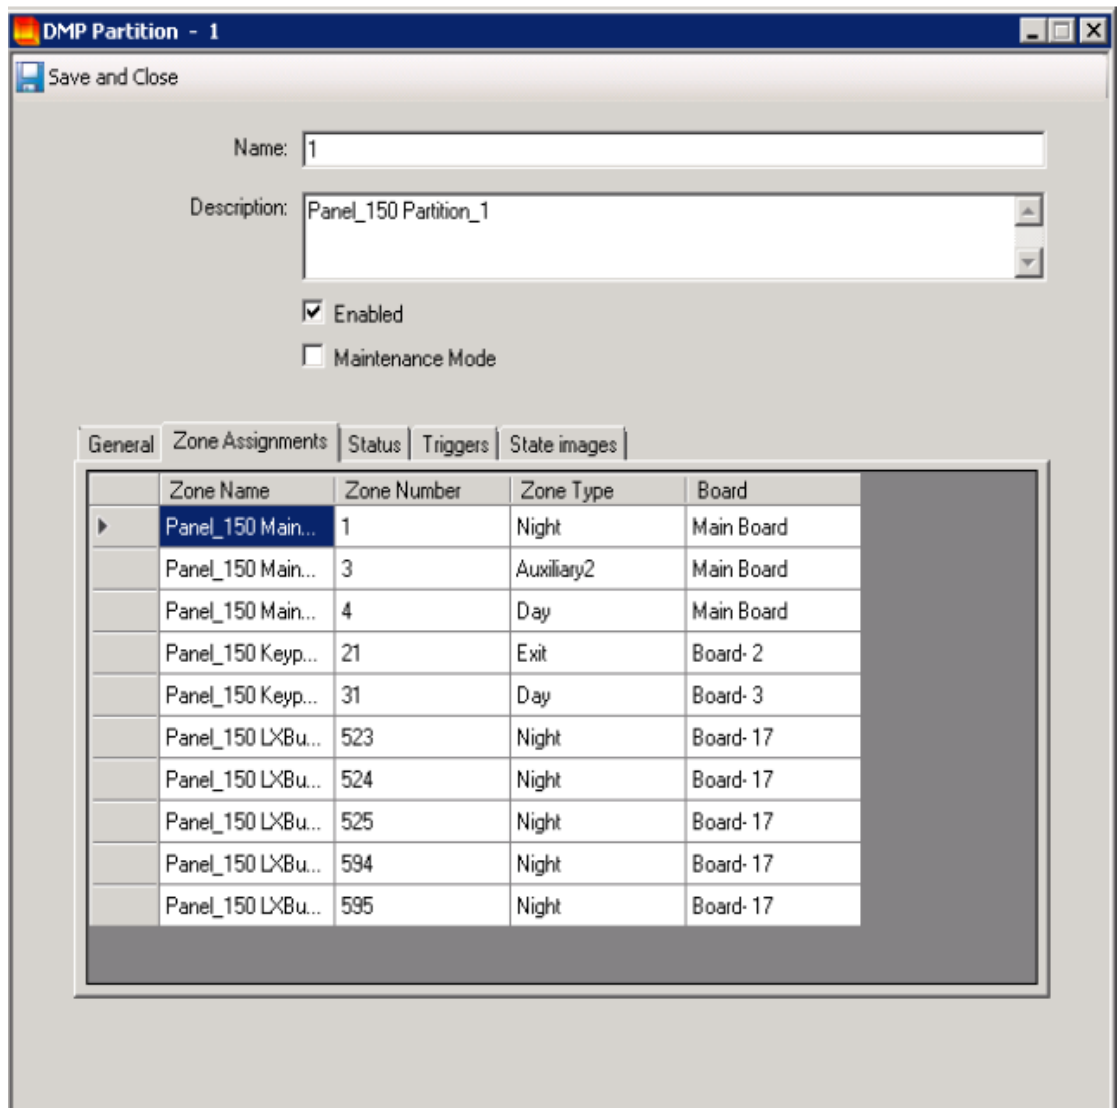 DMP Partition - 1
Save and Close
Name: 1
Description: Panel_150 Partition_1
Enabled
Maintenance Mode
General Zone Assignments Status Triggers State images
Zone Name Zone Number Zone Type Board
Panel_150 Main... 1 Night Main Board
Panel_150 Main... 3 Auxiliary2 Main Board
Panel_150 Main... 4 Day Main Board
Panel_150 Keyp... 21 Exit Board- 2
Panel_150 Keyp... 31 Day Board- 3
Panel_150 LXBu... 523 Night Board- 17
Panel_150 LXBu... 524 Night Board- 17
Panel_150 LXBu... 525 Night Board- 17
Panel_150 LXBu... 594 Night Board- 17
Panel_150 LXBu... 595 Night Board- 17